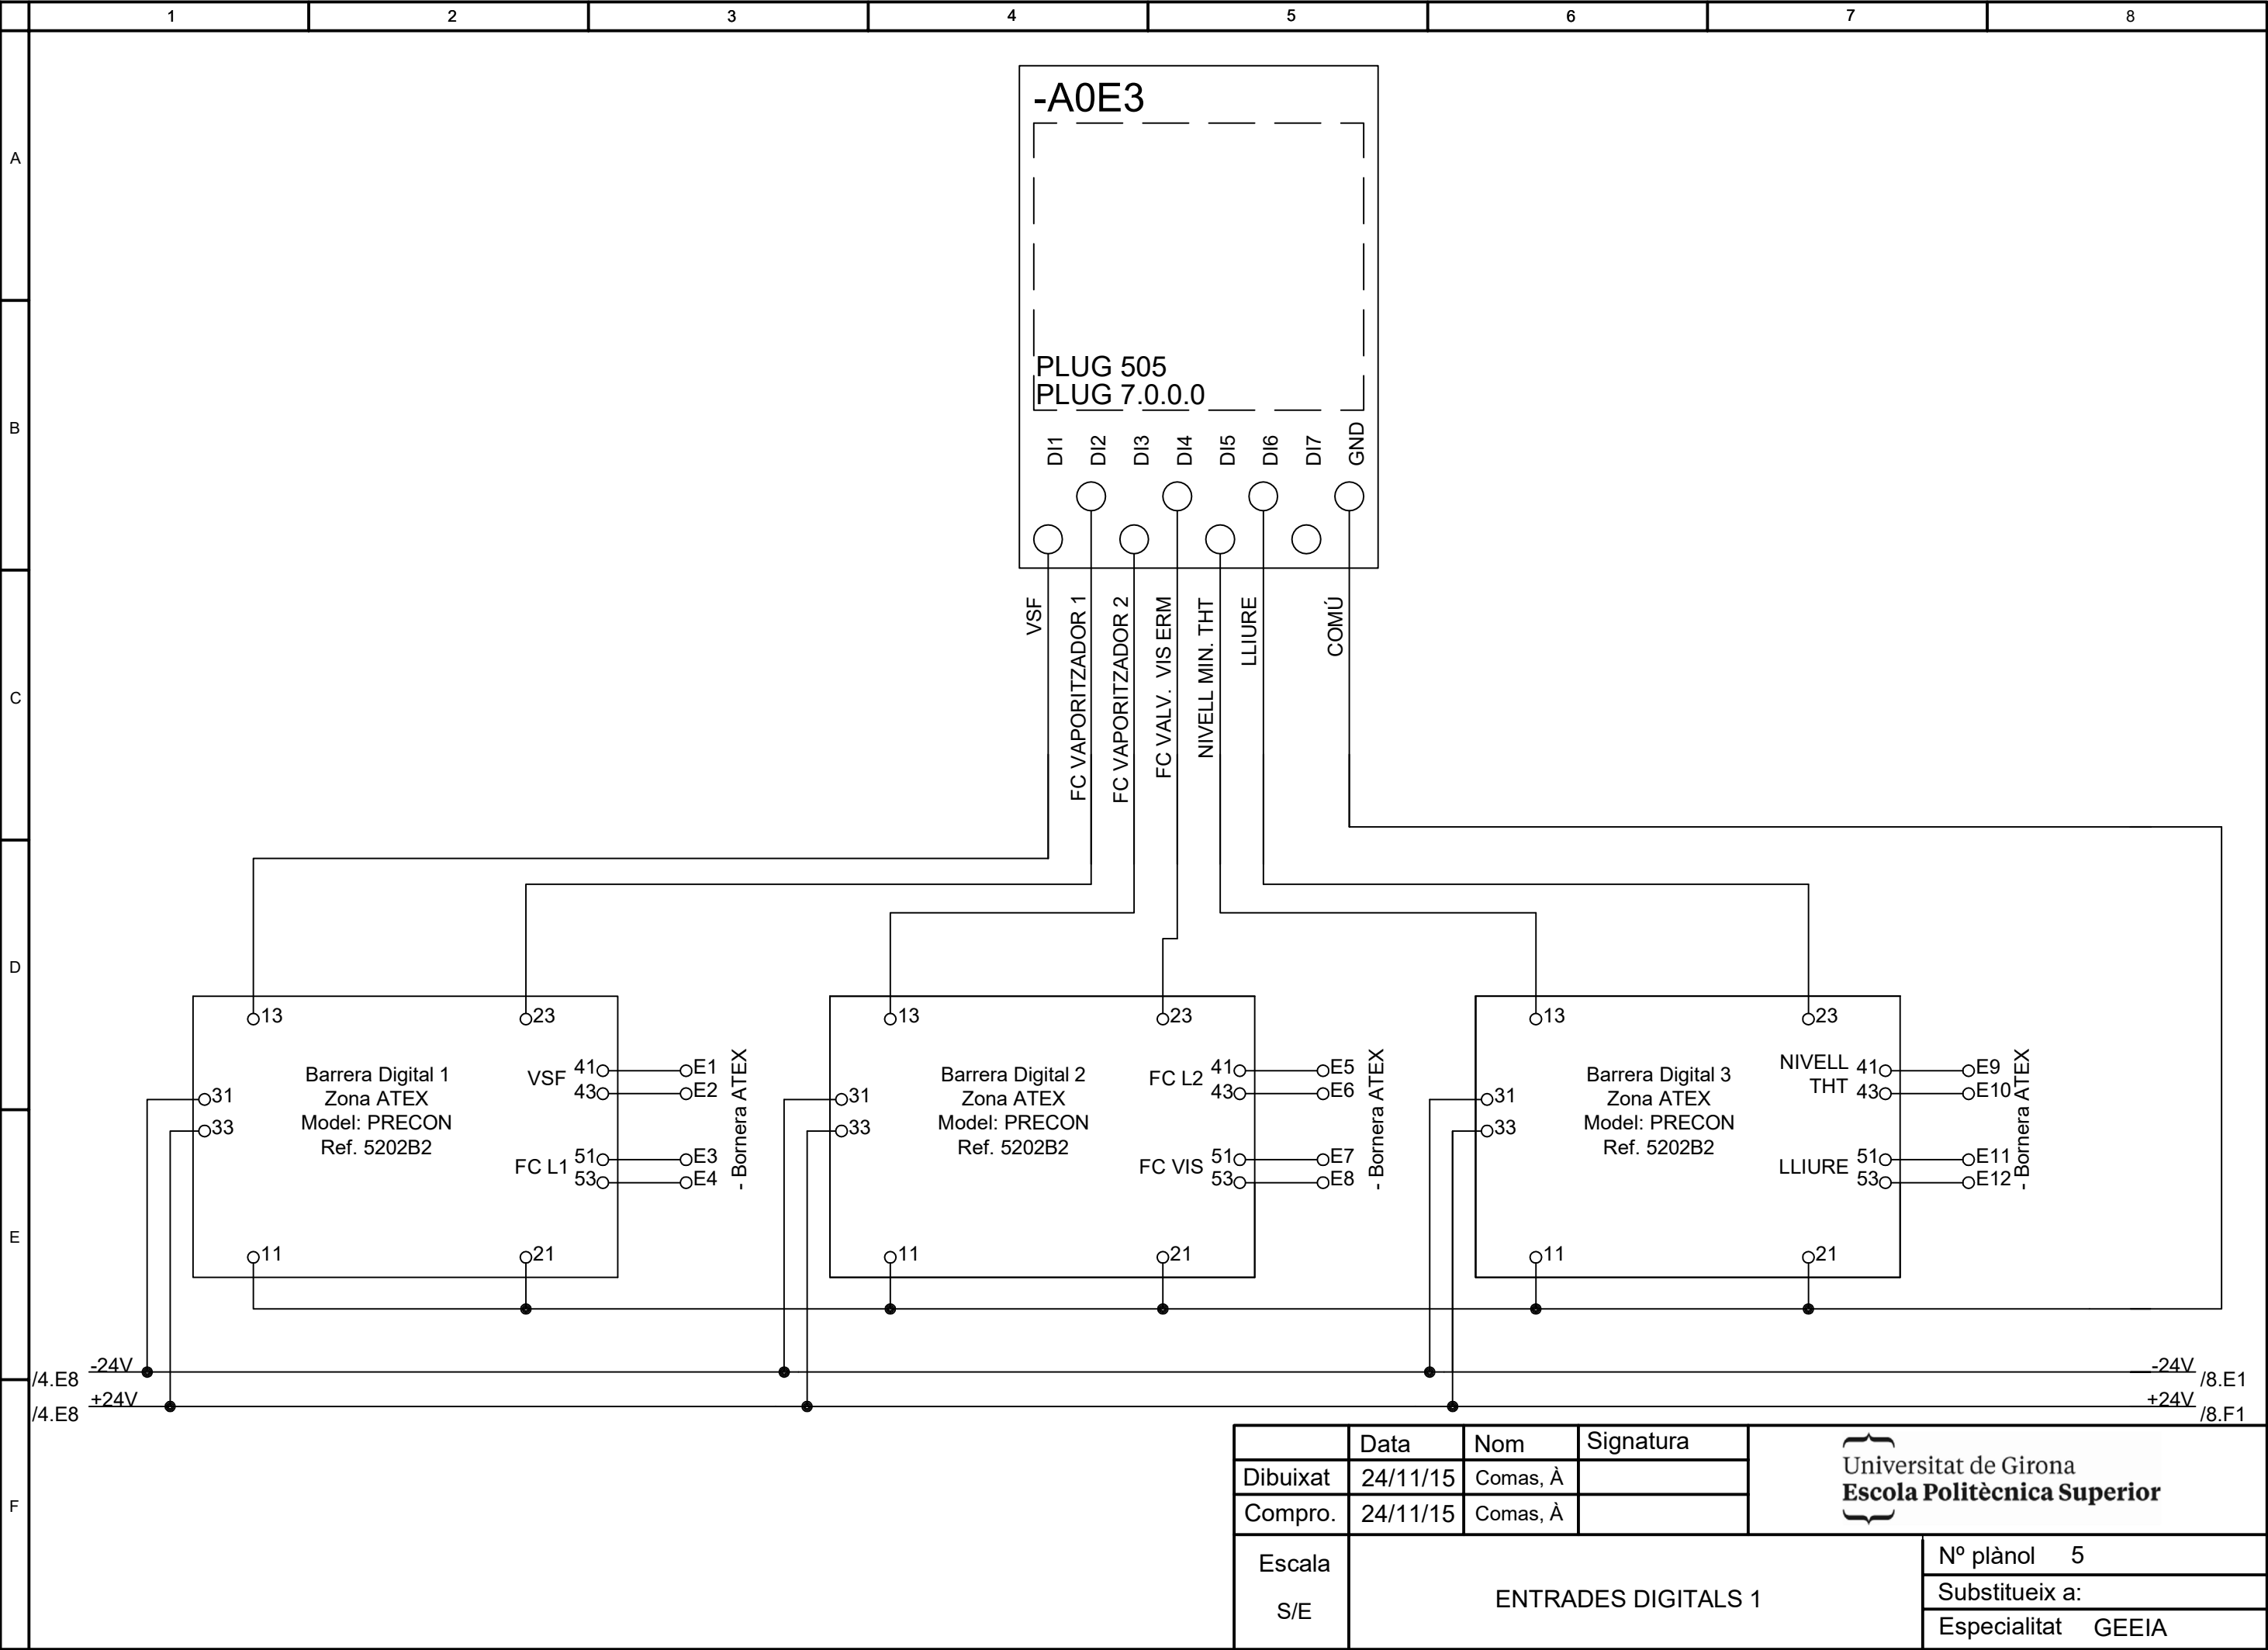 1 2 3 4 5 6 7 8
A
B
C
D
E
F
-A0E3
PLUG 505
PLUG 7.0.0.0
DI1
DI2
DI3
DI4
DI5
DI6
DI7
GND
VSF
FC VAPORITZADOR 1
FC VAPORITZADOR 2
FC VALV. VIS ERM
NIVELL MIN. THT
LLIURE
COMÚ
13 23
Barrera Digital 1
Zona ATEX
Model: PRECON
Ref. 5202B2
31
33
VSF
41 E1
43 E2
FC L1
51 E3
53 E4
- Bornera ATEX
11 21
13 23
Barrera Digital 2
Zona ATEX
Model: PRECON
Ref. 5202B2
31
33
FC L2
41 E5
43 E6
FC VIS
51 E7
53 E8
- Bornera ATEX
11 21
13 23
Barrera Digital 3
Zona ATEX
Model: PRECON
Ref. 5202B2
31
33
NIVELL
THT
41 E9
43 E10
LLIURE
51 E11
53 E12
- Bornera ATEX
11 21
/4.E8 -24V -24V /8.E1
/4.E8 +24V +24V /8.F1
Data Nom Signatura
Dibuixat 24/11/15 Comas, À
Compro. 24/11/15 Comas, À
Universitat de Girona
Escola Politècnica Superior
Escala
S/E
ENTRADES DIGITALS 1
Nº plànol 5
Substitueix a:
Especialitat GEEIA